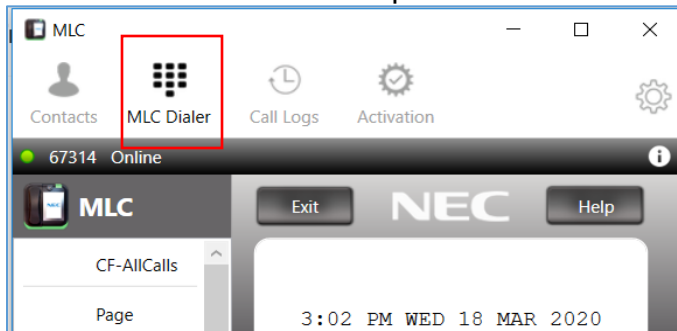 MLC
Contacts MLC Dialer Call Logs Activation
67314 Online
MLC Exit NEC Help
CF-AllCalls
Page
3:02 PM WED 18 MAR 2020